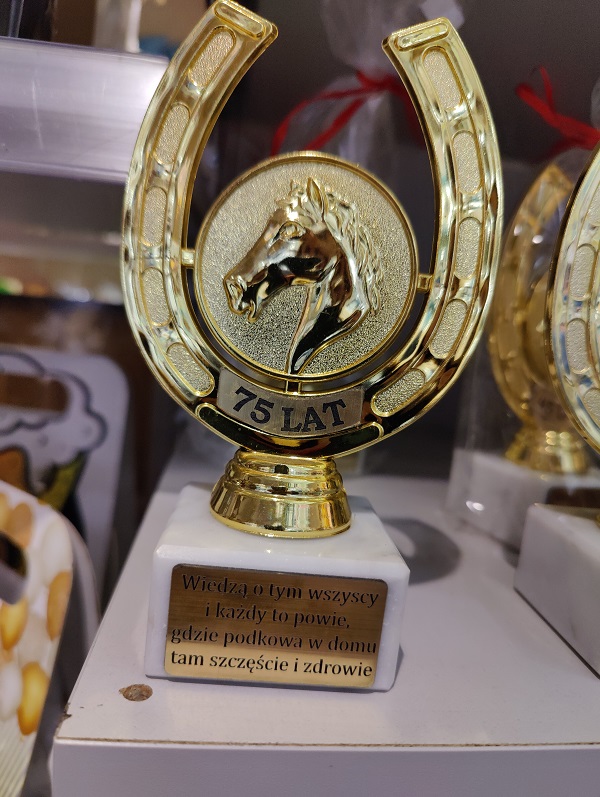 75 LAT
Wiedzą o tym wszyscy
i każdy to powie,
gdzie podkowa w domu
tam szczęście i zdrowie